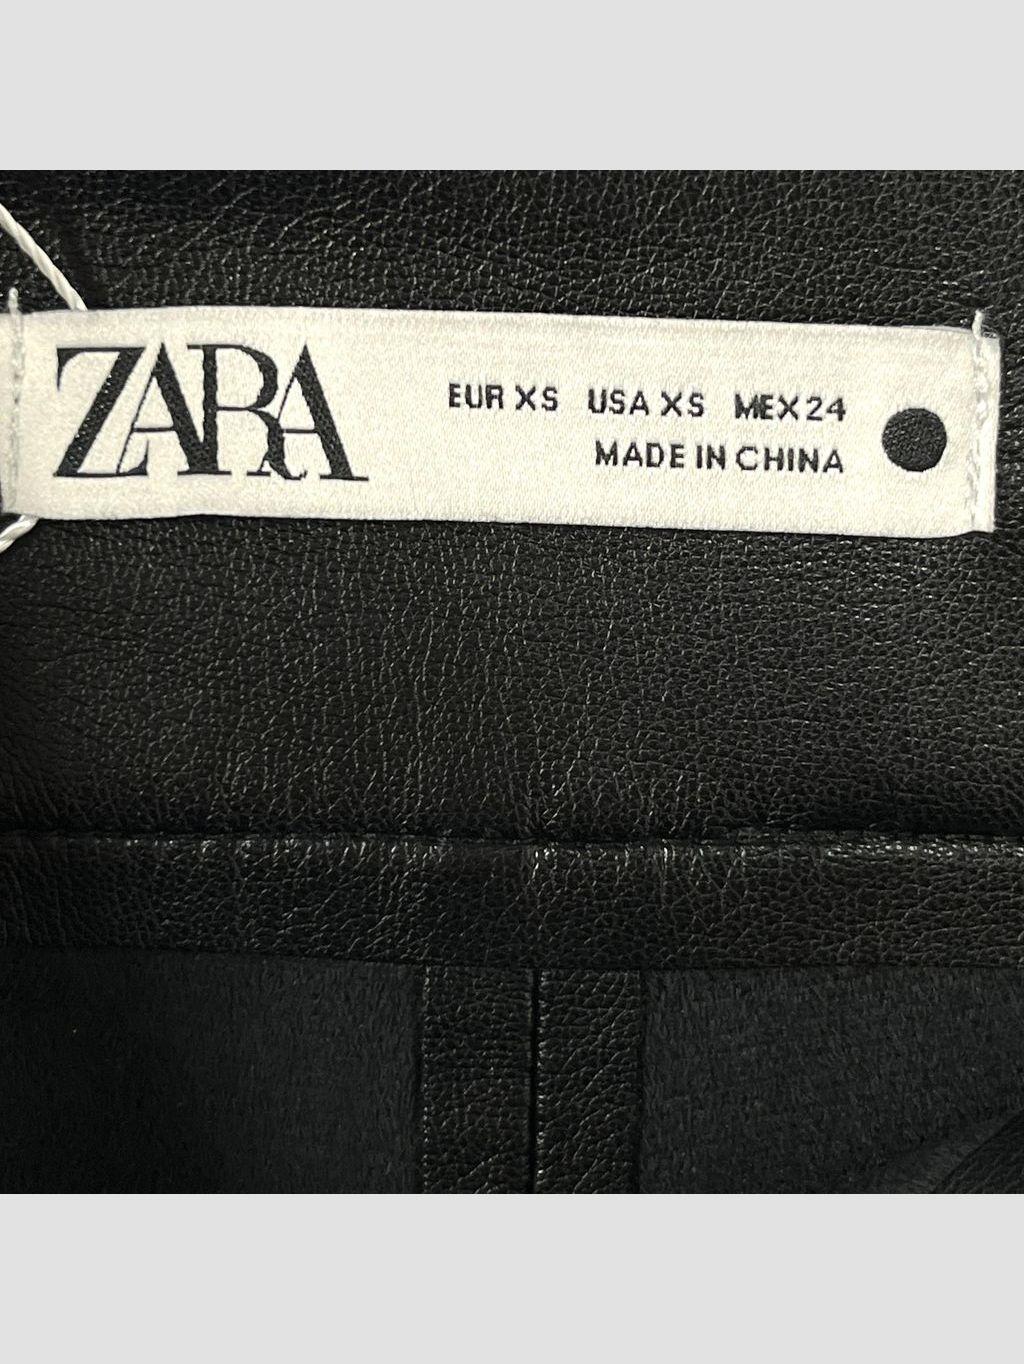 ZARA
EUR XS USA XS MEX 24
MADE IN CHINA